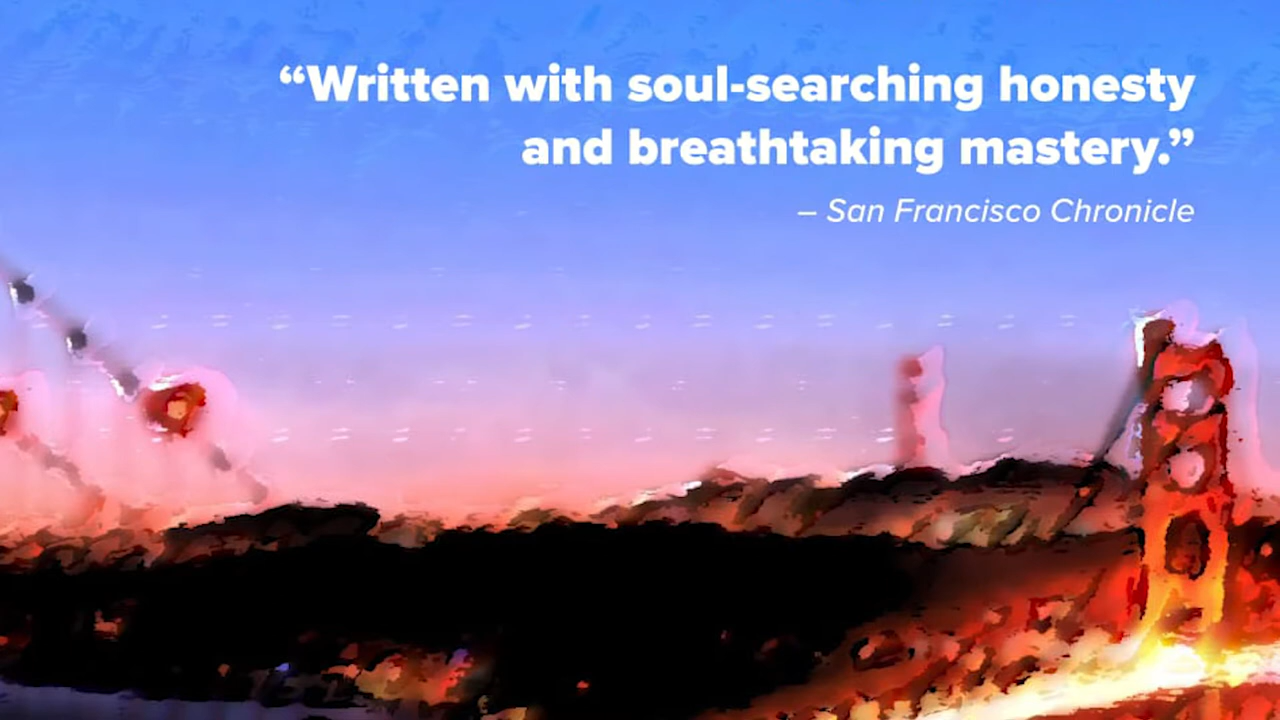 “Written with soul-searching honesty
and breathtaking mastery.”
– San Francisco Chronicle